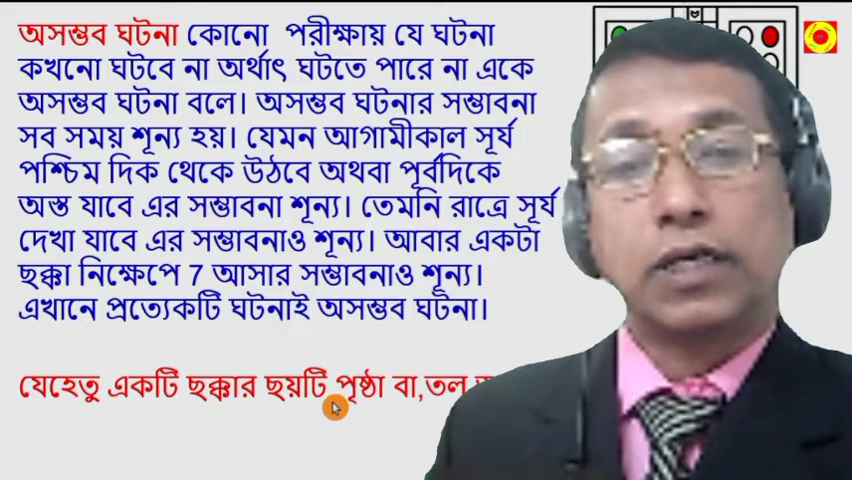 অসম্ভব ঘটনা কোনো পরীক্ষায় যে ঘটনা
কখনো ঘটবে না অর্থাৎ ঘটতে পারে না একে
অসম্ভব ঘটনা বলে। অসম্ভব ঘটনার সম্ভাবনা
সব সময় শূন্য হয়। যেমন আগামীকাল সূর্য
পশ্চিম দিক থেকে উঠবে অথবা পূর্বদিকে
অস্ত যাবে এর সম্ভাবনা শূন্য। তেমনি রাত্রে সূর্য
দেখা যাবে এর সম্ভাবনাও শূন্য। আবার একটা
ছক্কা নিক্ষেপে 7 আসার সম্ভাবনাও শূন্য।
এখানে প্রত্যেকটি ঘটনাই অসম্ভব ঘটনা।
যেহেতু একটি ছক্কার ছয়টি পৃষ্ঠা বা,তল